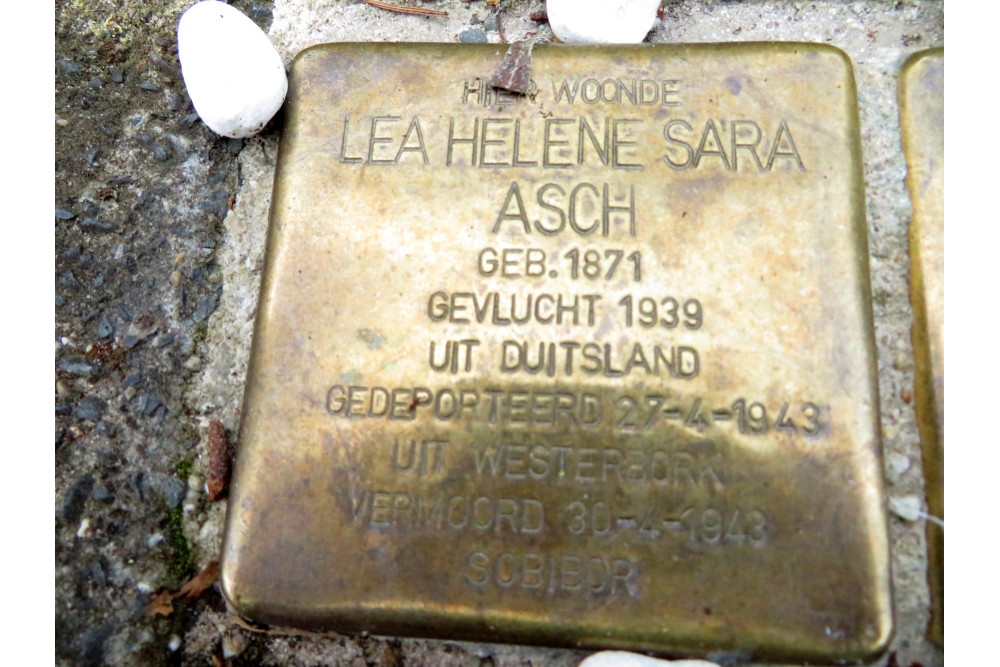 HIER WOONDE
LEA HELENE SARA
ASCH
GEB. 1871
GEVLUCHT 1939
UIT DUITSLAND
GEDEPORTEERD 27-4-1943
UIT WESTERBORK
VERMOORD 30-4-1943
SOBIBOR